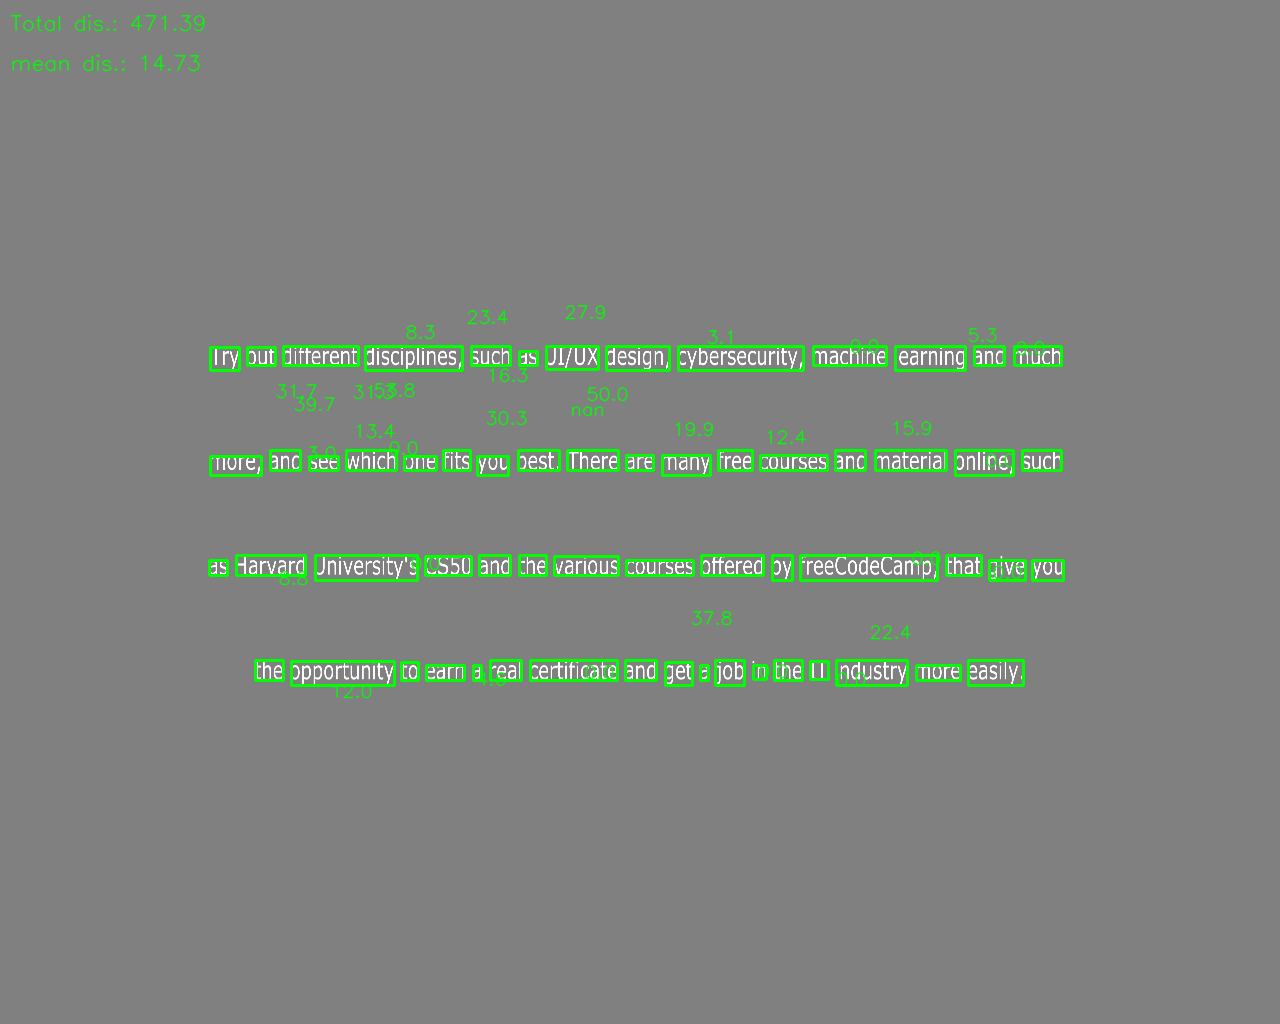 Total dis.: 471.39
mean dis.: 14.73
27.9
23.4
8.3 3.1 5.3
0.0 0.0
Try out different disciplines, such as UI/UX design, cybersecurity, machine learning and much
16.3
31.7 53.8 50.0
39.7 nan
30.3
13.4 19.9 12.4 15.9
3.0 0.0
more, and see which one fits you best. There are many free courses and material online, such
as Harvard University's CS50 and the various courses offered by freeCodeCamp, that give you
37.8
22.4
the opportunity to earn a real certificate and get a job in the IT industry more easily.
12.0